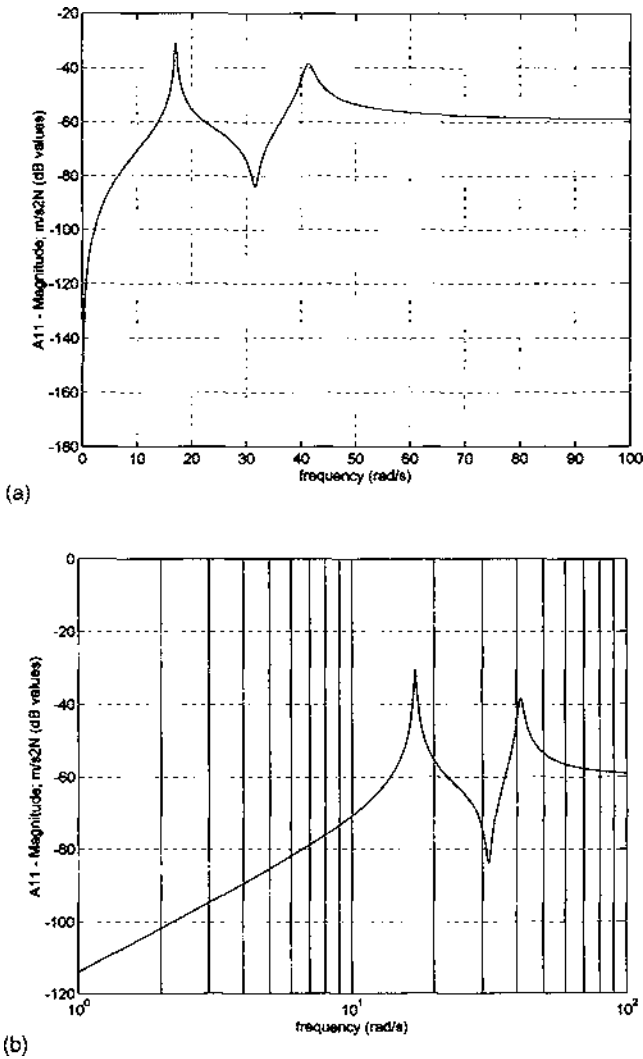 -20
-40
-60
-80
-100
-120
-140
-160
-180
A11 - Magnitude; m/s2N (dB values)
0 10 20 30 40 50 60 70 80 90 100
frequency (rad/s)
(a)
0
-20
-40
-60
-80
-100
-120
A11 - Magnitude; m/s2N (dB values)
10^0 10^1 10^2
frequency (rad/s)
(b)